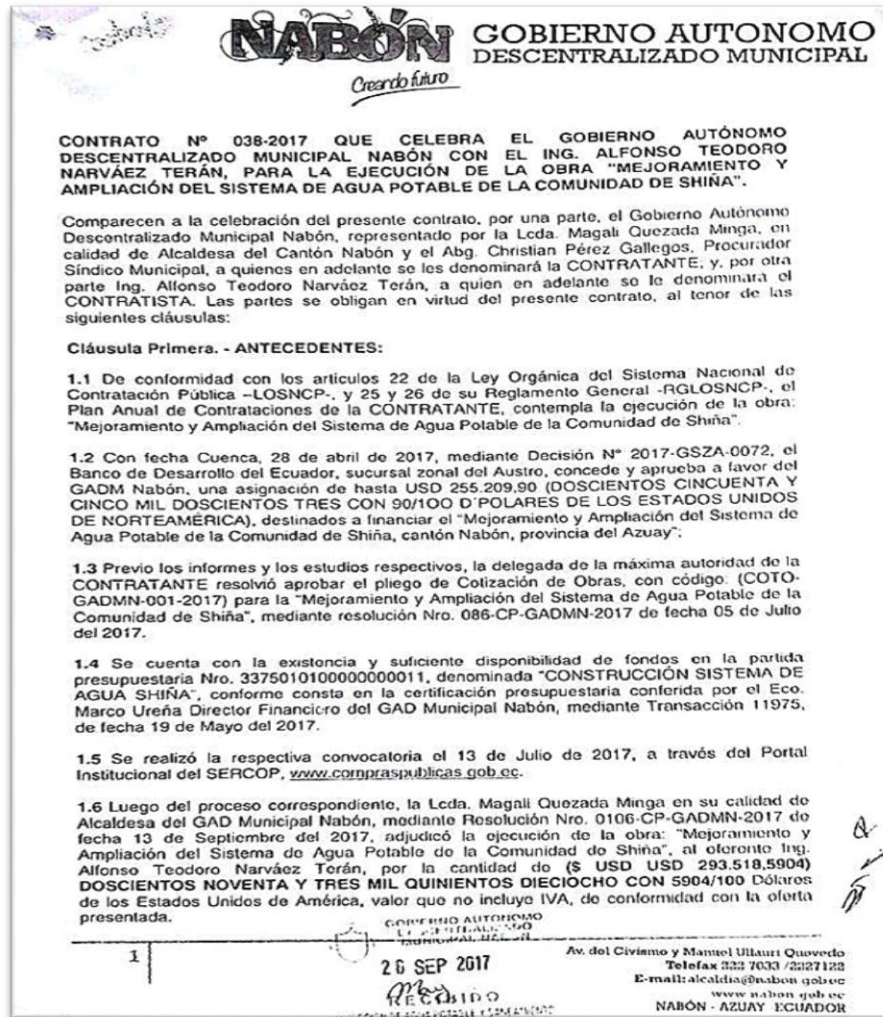 NABÓN
Creando futuro
GOBIERNO AUTONOMO
DESCENTRALIZADO MUNICIPAL
CONTRATO Nº 038-2017 QUE CELEBRA EL GOBIERNO AUTÓNOMO
DESCENTRALIZADO MUNICIPAL NABÓN CON EL ING. ALFONSO TEODORO
NARVÁEZ TERÁN, PARA LA EJECUCIÓN DE LA OBRA "MEJORAMIENTO Y
AMPLIACIÓN DEL SISTEMA DE AGUA POTABLE DE LA COMUNIDAD DE SHIÑA".
Comparecen a la celebración del presente contrato, por una parte, el Gobierno Autónomo
Descentralizado Municipal Nabón, representado por la Lcda. Magali Quezada Minga, en
calidad de Alcaldesa del Cantón Nabón y el Abg. Christian Pérez Gallegos, Procurador
Síndico Municipal, a quienes en adelante se les denominará la CONTRATANTE; y, por otra
parte Ing. Alfonso Teodoro Narváez Terán, a quien en adelante se le denominará el
CONTRATISTA. Las partes se obligan en virtud del presente contrato, al tenor de las
siguientes cláusulas:
Cláusula Primera. - ANTECEDENTES:
1.1 De conformidad con los articulos 22 de la Ley Orgánica del Sistema Nacional de
Contratación Pública –LOSNCP-, y 25 y 26 de su Reglamento General -RGLOSNCP-, el
Plan Anual de Contrataciones de la CONTRATANTE, contempla la ejecución de la obra:
"Mejoramiento y Ampliación del Sistema de Agua Potable de la Comunidad de Shiña".
1.2 Con fecha Cuenca, 28 de abril de 2017, mediante Decisión Nº 2017-GSZA-0072, el
Banco de Desarrollo del Ecuador, sucursal zonal del Austro, concede y aprueba a favor del
GADM Nabón, una asignación de hasta USD 255.209,90 (DOSCIENTOS CINCUENTA Y
CINCO MIL DOSCIENTOS TRES CON 90/1OO D´POLARES DE LOS ESTADOS UNIDOS
DE NORTEAMÉRICA), destinados a financiar el "Mejoramiento y Ampliación del Sistema de
Agua Potable de la Comunidad de Shiña, cantón Nabón, provincia del Azuay";
1.3 Previo los informes y los estudios respectivos, la delegada de la máxima autoridad de la
CONTRATANTE resolvió aprobar el pliego de Cotización de Obras, con código: (COTO-
GADMN-001-2017) para la "Mejoramiento y Ampliación del Sistema de Agua Potable de la
Comunidad de Shiña", mediante resolución Nro. 086-CP-GADMN-2017 de fecha 05 de Julio
del 2017.
1.4 Se cuenta con la existencia y suficiente disponibilidad de fondos en la partida
presupuestaria Nro. denominada "CONSTRUCCIÓN SISTEMA DE
AGUA SHIÑA", conforme consta en la certificación presupuestaria conferida por el Eco.
Marco Ureña Director Financiero del GAD Municipal Nabón, mediante Transacción 11975,
de fecha 19 de Mayo del 2017.
1.5 Se realizó la respectiva convocatoria el 13 de Julio de 2017, a través del Portal
Institucional del SERCOP, www.compraspublicas.gob.ec.
1.6 Luego del proceso correspondiente, la Lcda. Magali Quezada Minga en su calidad de
Alcaldesa del GAD Municipal Nabón, mediante Resolución Nro. 0106-CP-GADMN-2017 de
fecha 13 de Septiembre del 2017, adjudicó la ejecución de la obra: "Mejoramiento y
Ampliación del Sistema de Agua Potable de la Comunidad de Shiña", al oferente Ing.
Alfonso Teodoro Narváez Terán, por la cantidad de ($ USD USD 293.518,5904)
DOSCIENTOS NOVENTA Y TRES MIL QUINIENTOS DIECIOCHO CON 5904/100 Dólares
de los Estados Unidos de América, valor que no incluye IVA, de conformidad con la oferta
presentada.
GOBIERNO AUTONOMO
1
26 SEP 2017
RECIBIDO
Av. del Civismo y Manuel Ullauri Quevedo
Telefax 222 7033 /2227122
E-mail: alcaldia@nabon gob ec
www nabon gob ec
NABÓN - AZUAY ECUADOR